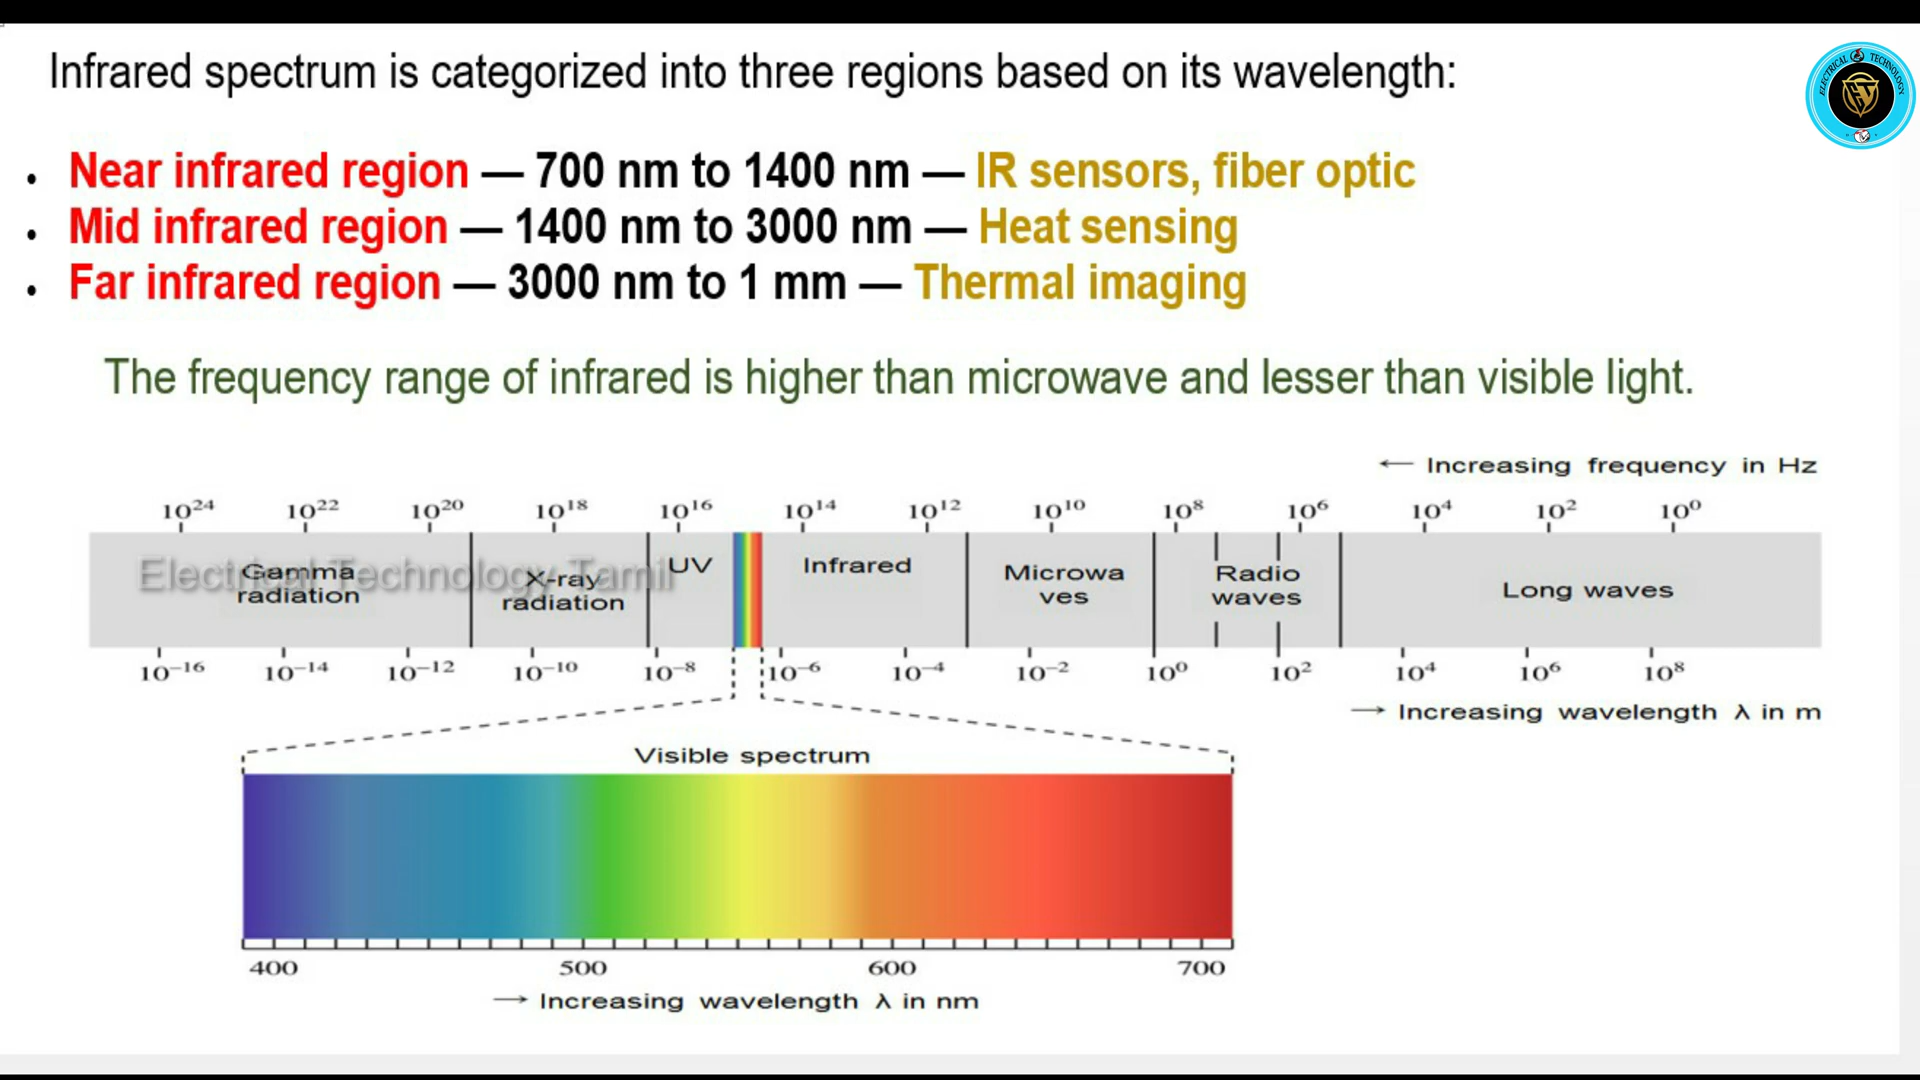 Infrared spectrum is categorized into three regions based on its wavelength:
ELECTRICAL TECHNOLOGY
• Near infrared region — 700 nm to 1400 nm — IR sensors, fiber optic
• Mid infrared region — 1400 nm to 3000 nm — Heat sensing
• Far infrared region — 3000 nm to 1 mm — Thermal imaging
The frequency range of infrared is higher than microwave and lesser than visible light.
← Increasing frequency in Hz
10²⁴ 10²² 10²⁰ 10¹⁸ 10¹⁶ 10¹⁴ 10¹² 10¹⁰ 10⁸ 10⁶ 10⁴ 10² 10⁰
Electrical Technology Tamil
Gamma
radiation
X-ray
radiation
UV
Infrared
Microwa
ves
Radio
waves
Long waves
10⁻¹⁶ 10⁻¹⁴ 10⁻¹² 10⁻¹⁰ 10⁻⁸ 10⁻⁶ 10⁻⁴ 10⁻² 10⁰ 10² 10⁴ 10⁶ 10⁸
→ Increasing wavelength λ in m
Visible spectrum
400 500 600 700
→ Increasing wavelength λ in nm